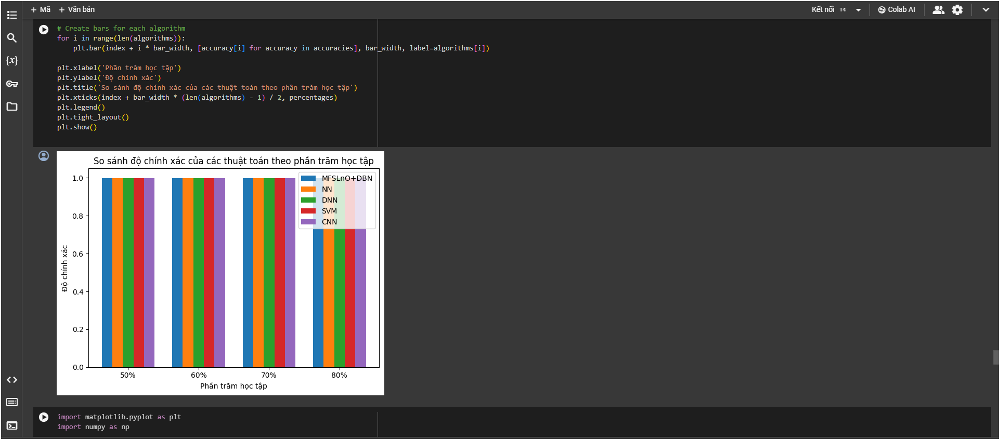 + Mã + Văn bản
Kết nối T4
Colab AI
{x}
# Create bars for each algorithm
for i in range(len(algorithms)):
    plt.bar(index + i * bar_width, [accuracy[i] for accuracy in accuracies], bar_width, label=algorithms[i])
plt.xlabel('Phần trăm học tập')
plt.ylabel('Độ chính xác')
plt.title('So sánh độ chính xác của các thuật toán theo phần trăm học tập')
plt.xticks(index + bar_width * (len(algorithms) - 1) / 2, percentages)
plt.legend()
plt.tight_layout()
plt.show()
So sánh độ chính xác của các thuật toán theo phần trăm học tập
MFSLnO+DBN
NN
DNN
SVM
CNN
1.0
0.8
0.6
0.4
0.2
0.0
Độ chính xác
50% 60% 70% 80%
Phần trăm học tập
import matplotlib.pyplot as plt
import numpy as np